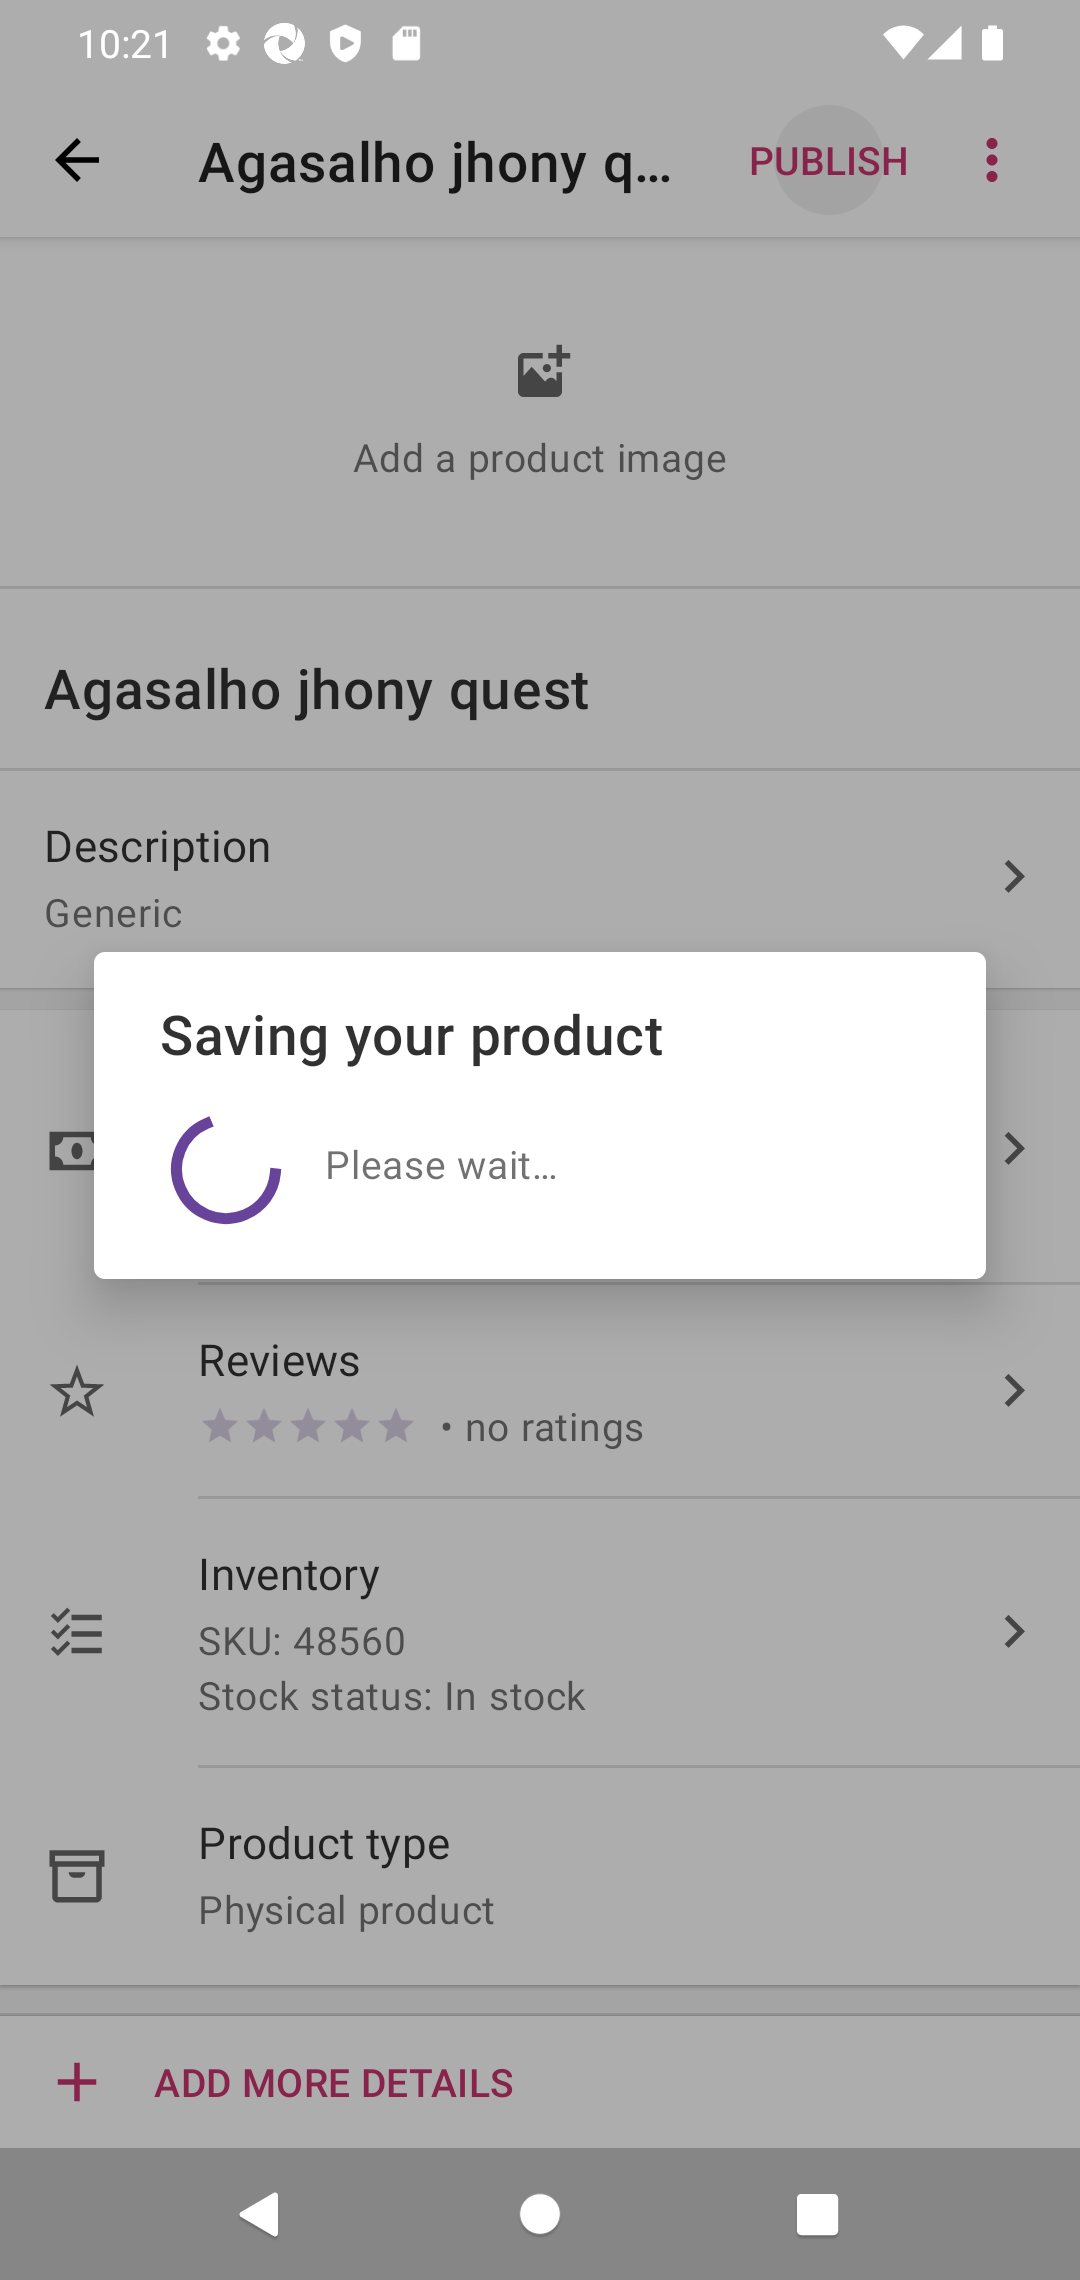 10:21
Agasalho jhony q...
PUBLISH
Add a product image
Agasalho jhony quest
Description
Generic
Saving your product
Please wait...
Reviews
• no ratings
Inventory
SKU: 48560
Stock status: In stock
Product type
Physical product
ADD MORE DETAILS